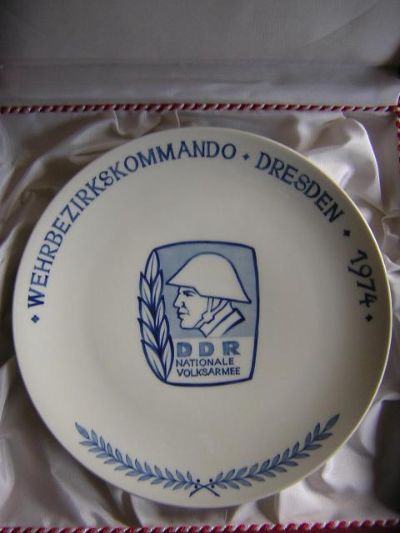 ✦ WEHRBEZIRKSKOMMANDO ✦ DRESDEN ✦ 1974 ✦
DDR
NATIONALE
VOLKSARMEE